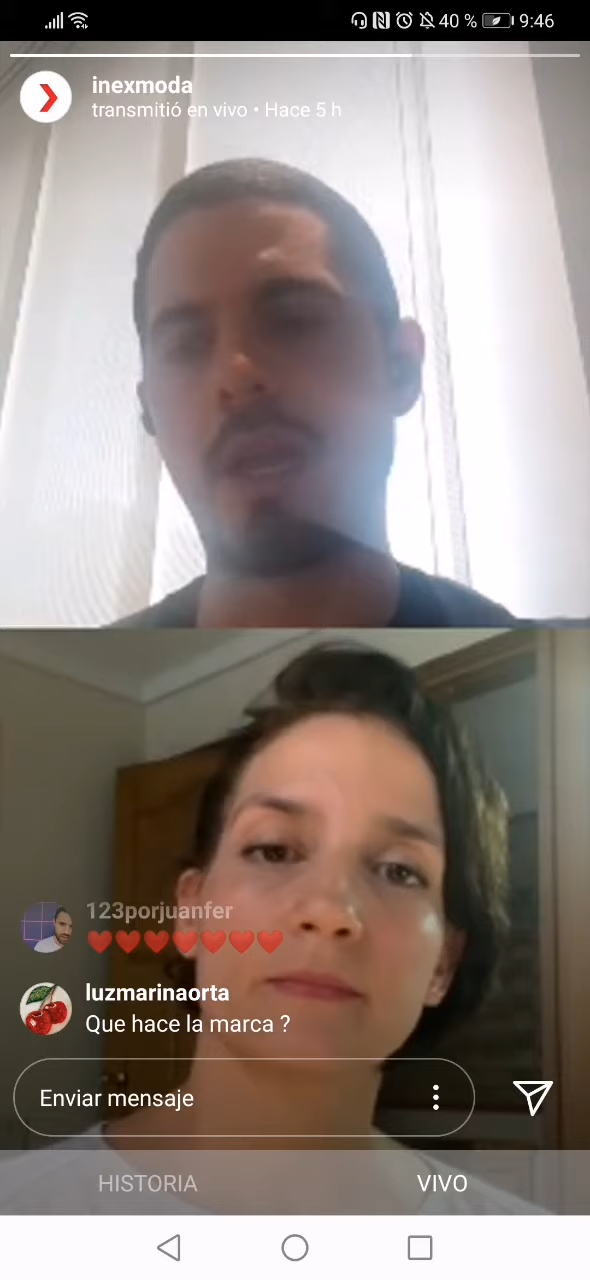 40 % 9:46
inexmoda
transmitió en vivo • Hace 5 h
123porjuanfer
❤️❤️❤️❤️❤️❤️❤️
luzmarinaorta
Que hace la marca ?
Enviar mensaje
HISTORIA VIVO